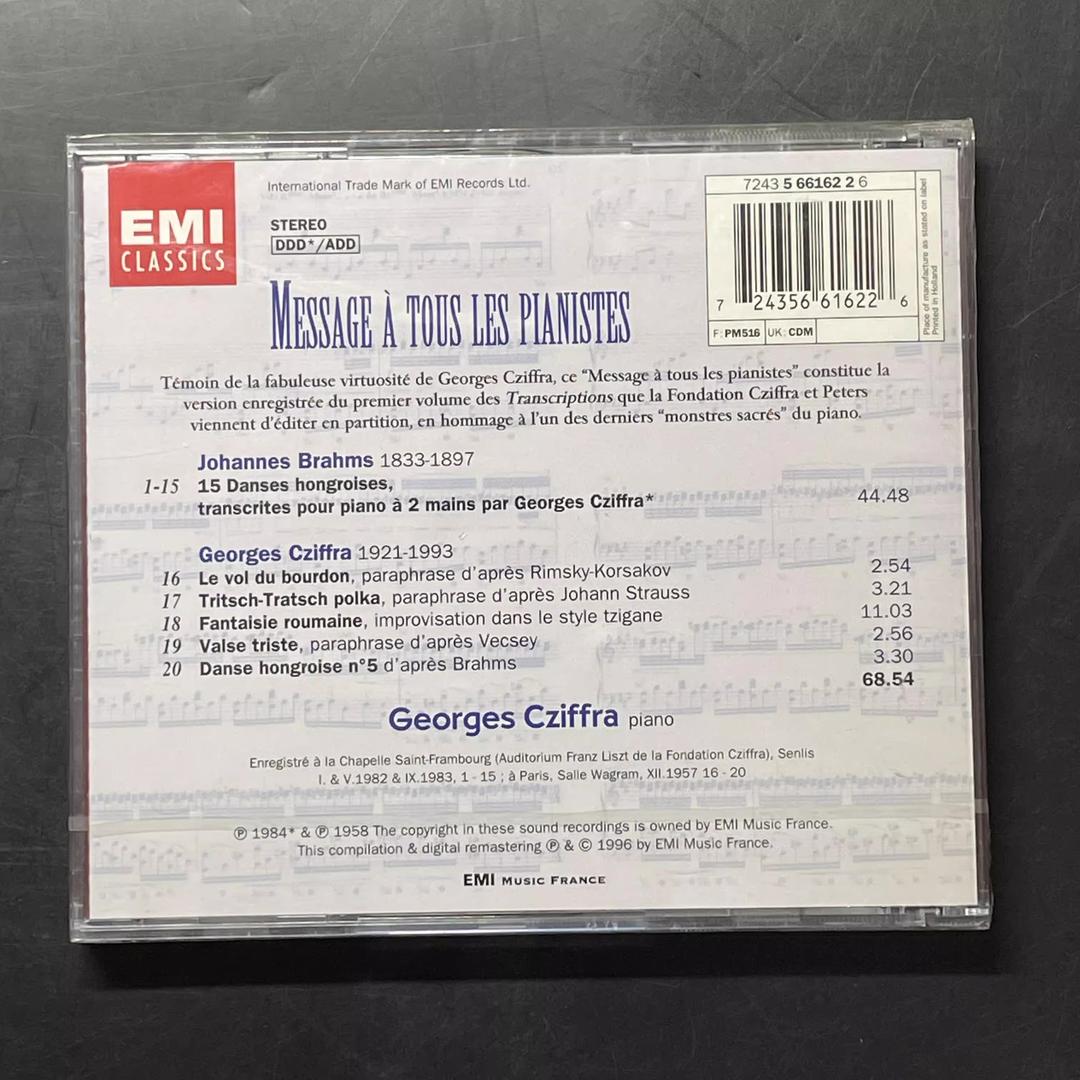 EMI
CLASSICS
International Trade Mark of EMI Records Ltd.
STEREO
DDD*/ADD
7243 5 66162 2 6
7 24356 61622 6
F: PM516 UK: CDM
Place of manufacture as stated on label
Printed in Holland
MESSAGE À TOUS LES PIANISTES
Témoin de la fabuleuse virtuosité de Georges Cziffra, ce “Message à tous les pianistes” constitue la
version enregistrée du premier volume des Transcriptions que la Fondation Cziffra et Peters
viennent d'éditer en partition, en hommage à l'un des derniers “monstres sacrés” du piano.
Johannes Brahms 1833-1897
1-15 15 Danses hongroises,
transcrites pour piano à 2 mains par Georges Cziffra* 44.48
Georges Cziffra 1921-1993
16 Le vol du bourdon, paraphrase d'après Rimsky-Korsakov 2.54
17 Tritsch-Tratsch polka, paraphrase d'après Johann Strauss 3.21
18 Fantaisie roumaine, improvisation dans le style tzigane 11.03
19 Valse triste, paraphrase d'après Vecsey 2.56
20 Danse hongroise n°5 d'après Brahms 3.30
68.54
Georges Cziffra piano
Enregistré à la Chapelle Saint-Frambourg (Auditorium Franz Liszt de la Fondation Cziffra), Senlis
I. & V.1982 & IX.1983, 1 - 15 ; à Paris, Salle Wagram, XII.1957 16 - 20
℗ 1984* & ℗ 1958 The copyright in these sound recordings is owned by EMI Music France.
This compilation & digital remastering ℗ & © 1996 by EMI Music France.
EMI MUSIC FRANCE